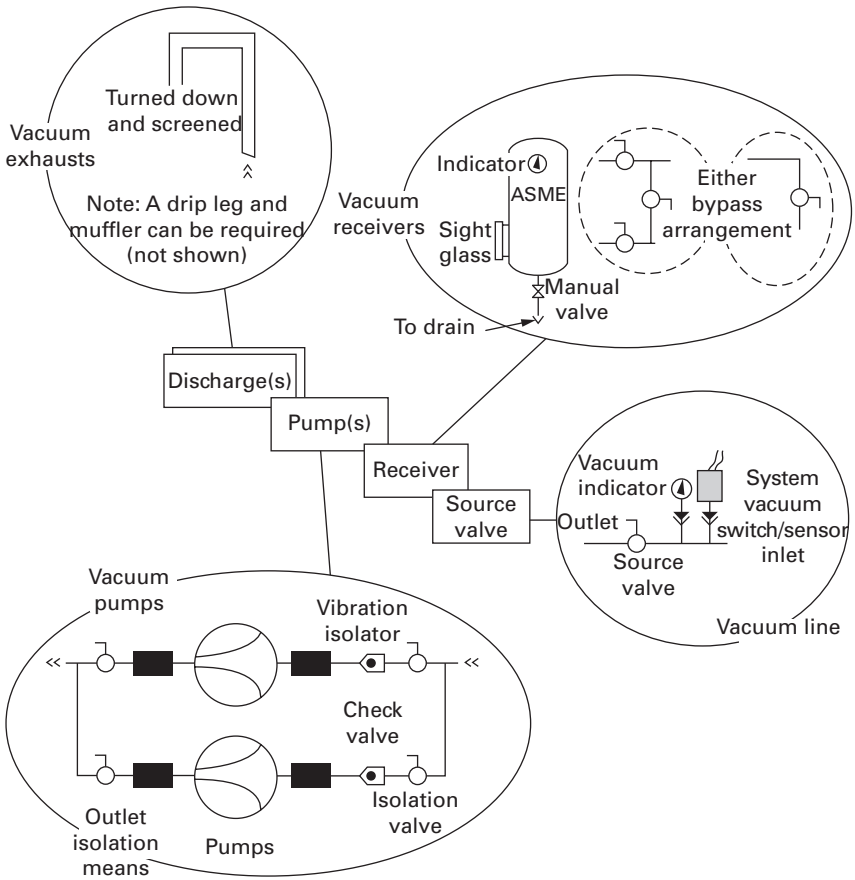 Turned down
and screened
Vacuum
exhausts
Note: A drip leg and
muffler can be required
(not shown)
Vacuum
receivers
Indicator
ASME
Sight
glass
Manual
valve
To drain
Either
bypass
arrangement
Discharge(s)
Pump(s)
Receiver
Source
valve
Vacuum
indicator
System
vacuum
switch/sensor
inlet
Outlet
Source
valve
Vacuum line
Vacuum
pumps
Vibration
isolator
Check
valve
Isolation
valve
Outlet
isolation
means
Pumps